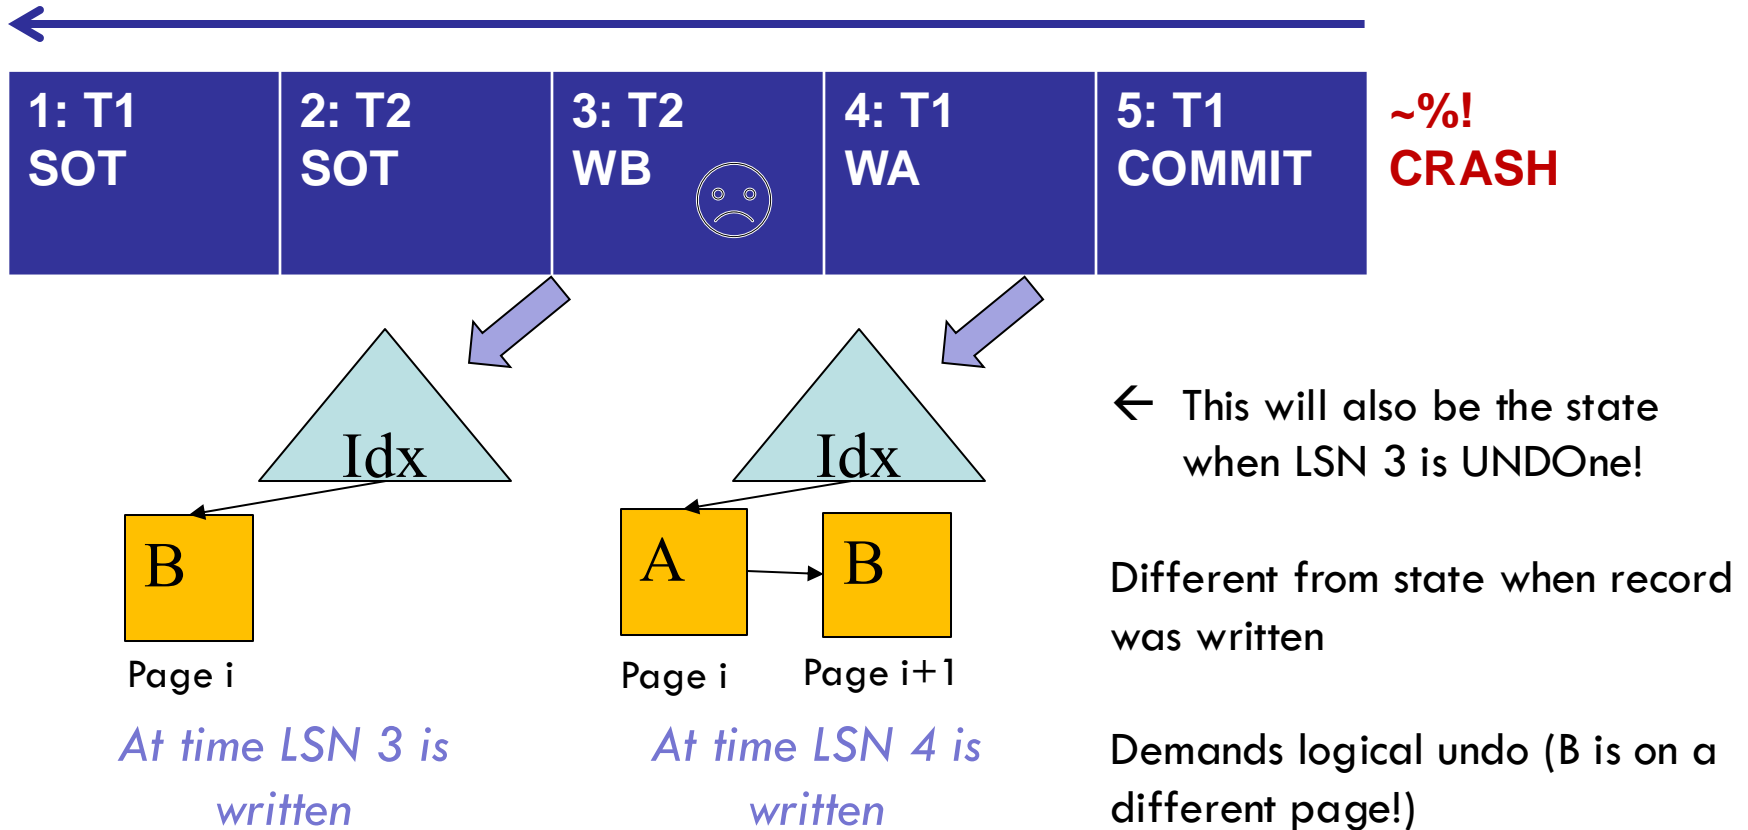 1: T1
SOT
2: T2
SOT
3: T2
WB
4: T1
WA
5: T1
COMMIT
~%!
CRASH
Idx
B
Page i
At time LSN 3 is
written
Idx
A
B
Page i
Page i+1
At time LSN 4 is
written
← This will also be the state
when LSN 3 is UNDOne!
Different from state when record
was written
Demands logical undo (B is on a
different page!)